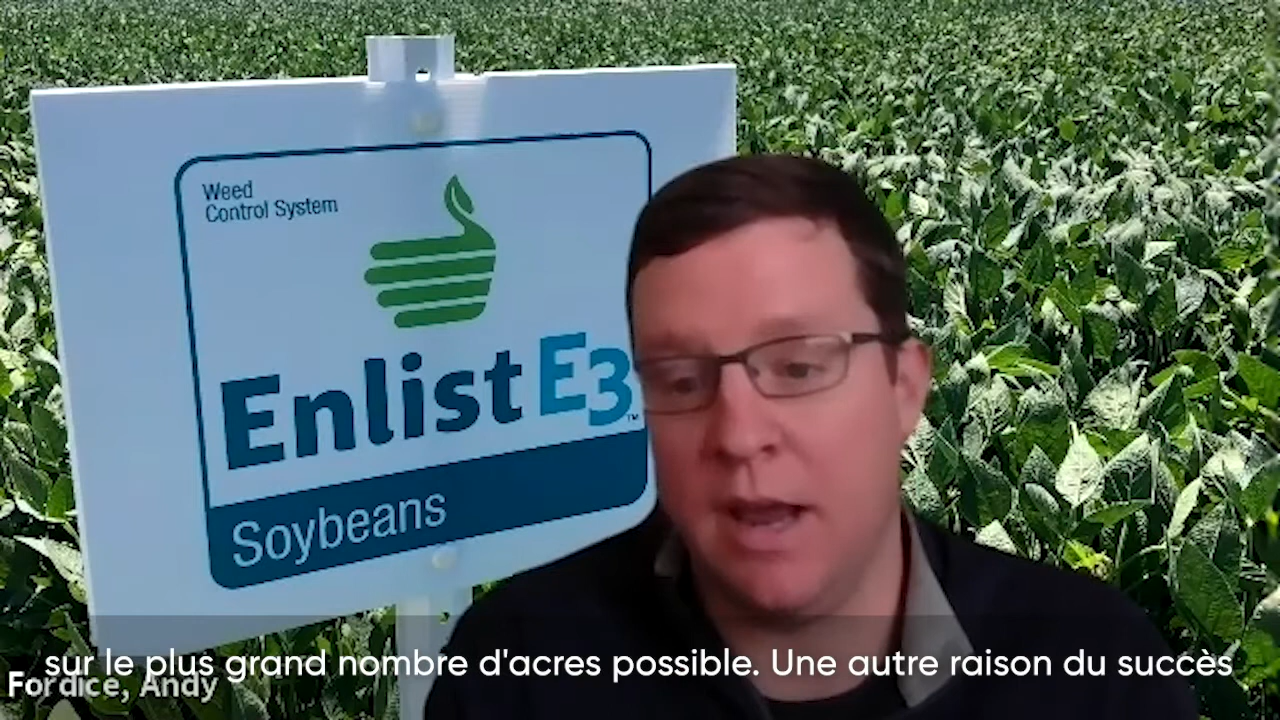 Weed
Control System
Enlist E3™
Soybeans
sur le plus grand nombre d'acres possible. Une autre raison du succès
Fordice, Andy